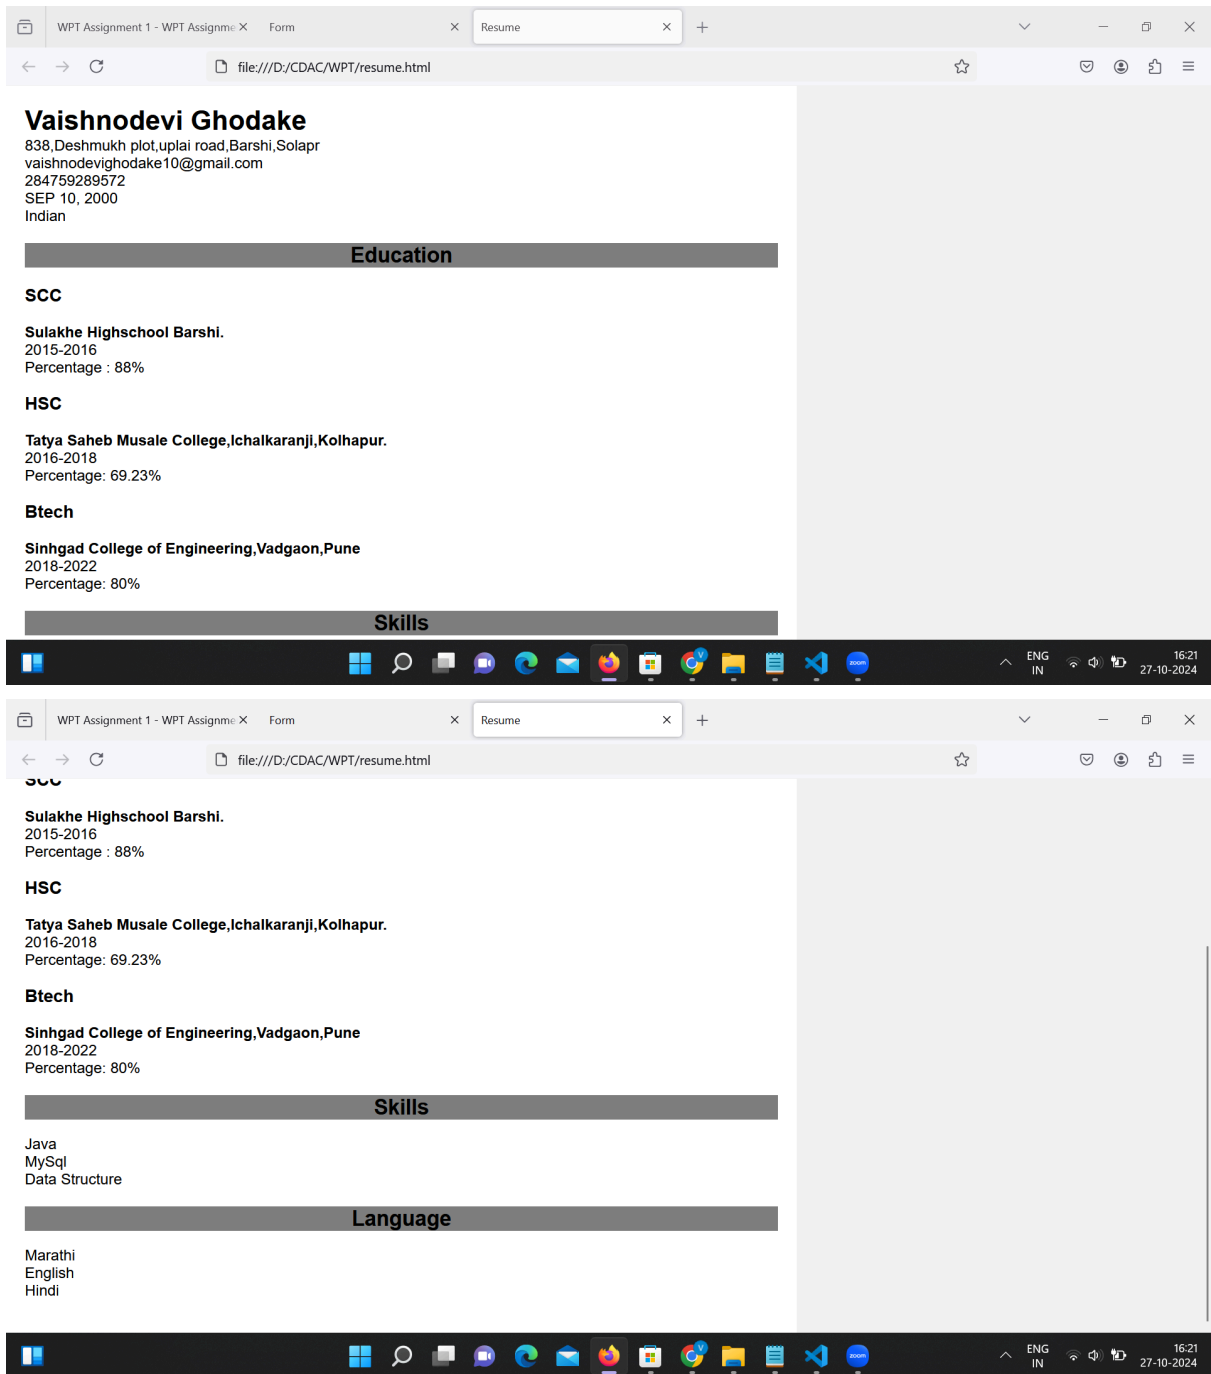 WPT Assignment 1 - WPT Assignme
Form
Resume
file:///D:/CDAC/WPT/resume.html
Vaishnodevi Ghodake
838,Deshmukh plot,uplai road,Barshi,Solapr
vaishnodevighodake10@gmail.com
284759289572
SEP 10, 2000
Indian
Education
SCC
Sulakhe Highschool Barshi.
2015-2016
Percentage : 88%
HSC
Tatya Saheb Musale College,Ichalkaranji,Kolhapur.
2016-2018
Percentage: 69.23%
Btech
Sinhgad College of Engineering,Vadgaon,Pune
2018-2022
Percentage: 80%
Skills
V
zoom
ENG
IN
16:21
27-10-2024
WPT Assignment 1 - WPT Assignme
Form
Resume
file:///D:/CDAC/WPT/resume.html
SCC
Sulakhe Highschool Barshi.
2015-2016
Percentage : 88%
HSC
Tatya Saheb Musale College,Ichalkaranji,Kolhapur.
2016-2018
Percentage: 69.23%
Btech
Sinhgad College of Engineering,Vadgaon,Pune
2018-2022
Percentage: 80%
Skills
Java
MySql
Data Structure
Language
Marathi
English
Hindi
V
zoom
ENG
IN
16:21
27-10-2024